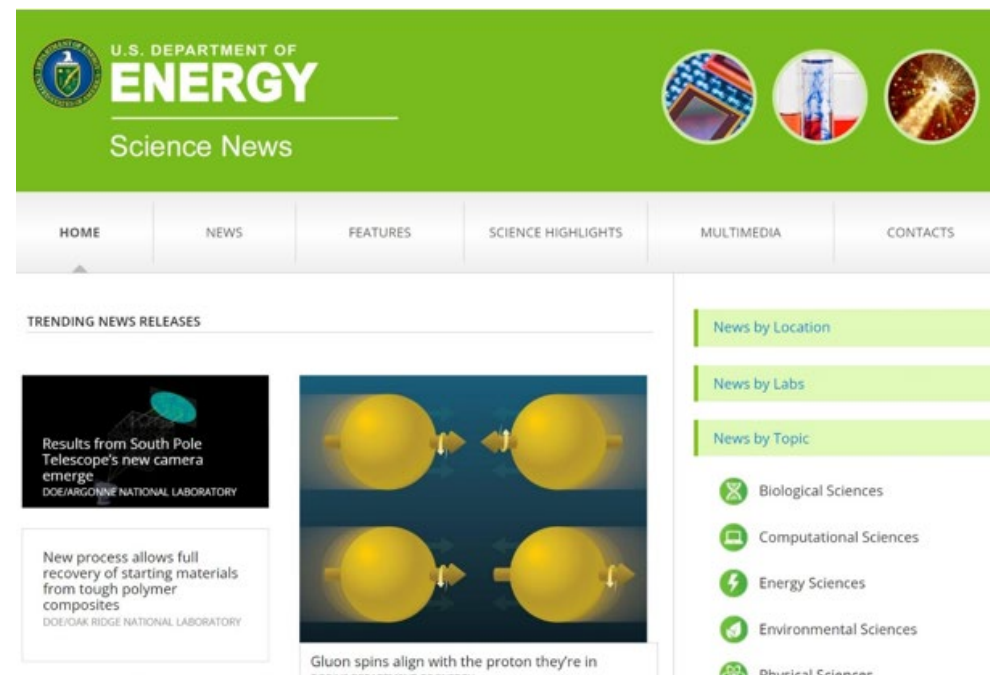 U.S. DEPARTMENT OF
ENERGY
Science News
HOME
NEWS
FEATURES
SCIENCE HIGHLIGHTS
MULTIMEDIA
CONTACTS
TRENDING NEWS RELEASES
Results from South Pole
Telescope's new camera
emerge
DOE/ARGONNE NATIONAL LABORATORY
New process allows full
recovery of starting materials
from tough polymer
composites
DOE/OAK RIDGE NATIONAL LABORATORY
Gluon spins align with the proton they're in
News by Location
News by Labs
News by Topic
Biological Sciences
Computational Sciences
Energy Sciences
Environmental Sciences
Physical Sciences